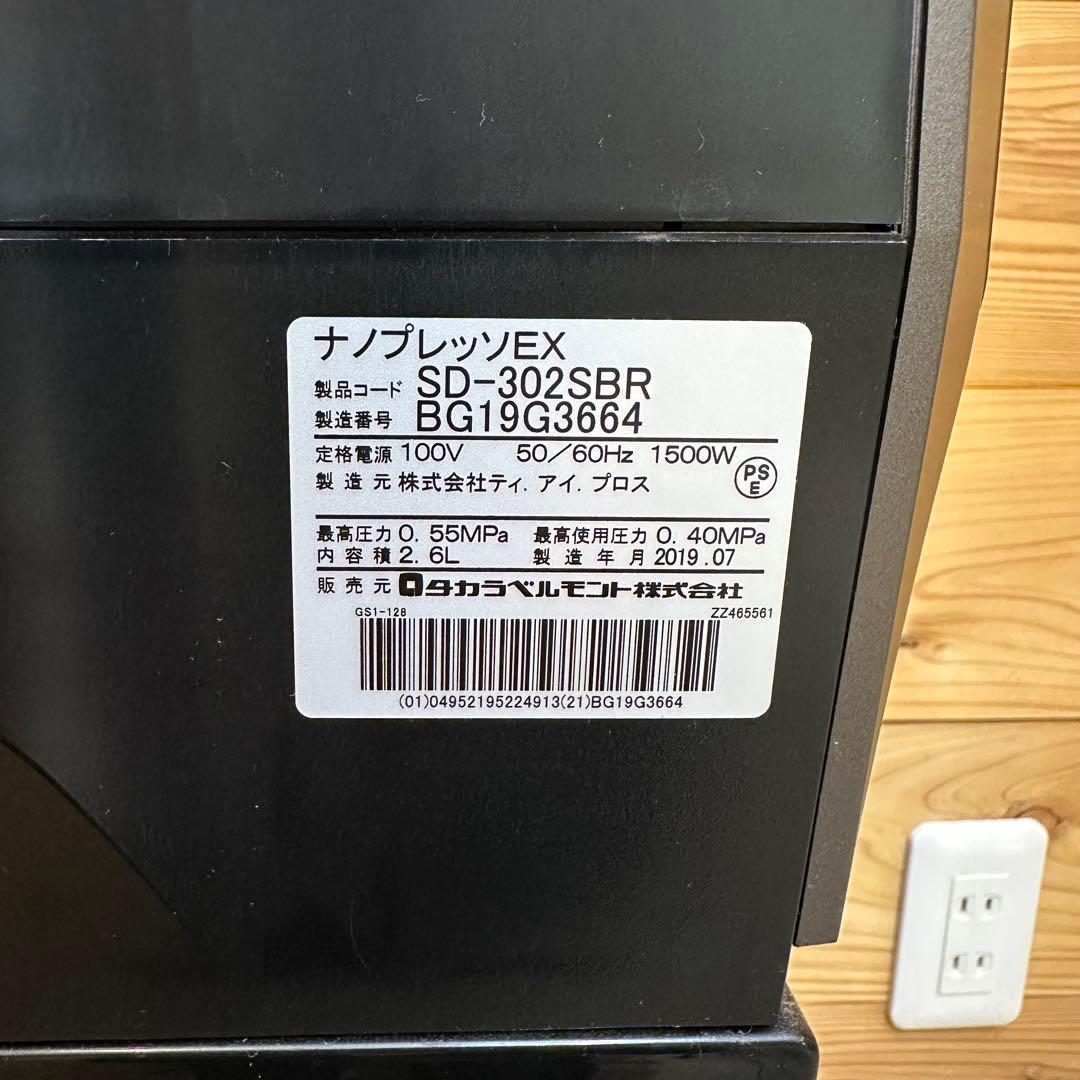 ナノプレッソEX
製品コード SD-302SBR
製造番号 BG19G3664
定格電源 100V 50/60Hz 1500W
製造元 株式会社ティ.アイ.プロス
PS
E
最高圧力 0.55MPa 最高使用圧力 0.40MPa
内容積 2.6L 製造年月 2019.07
販売元 タカラベルモント株式会社
GS1-128 ZZ465561
(01)04952195224913(21)BG19G3664